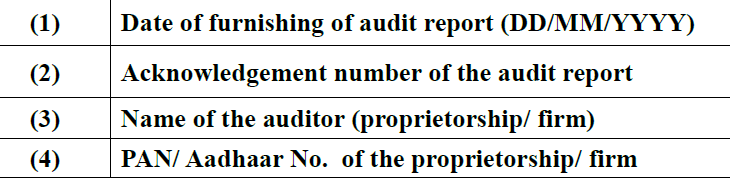 (1) Date of furnishing of audit report (DD/MM/YYYY)
(2) Acknowledgement number of the audit report
(3) Name of the auditor (proprietorship/ firm)
(4) PAN/ Aadhaar No. of the proprietorship/ firm